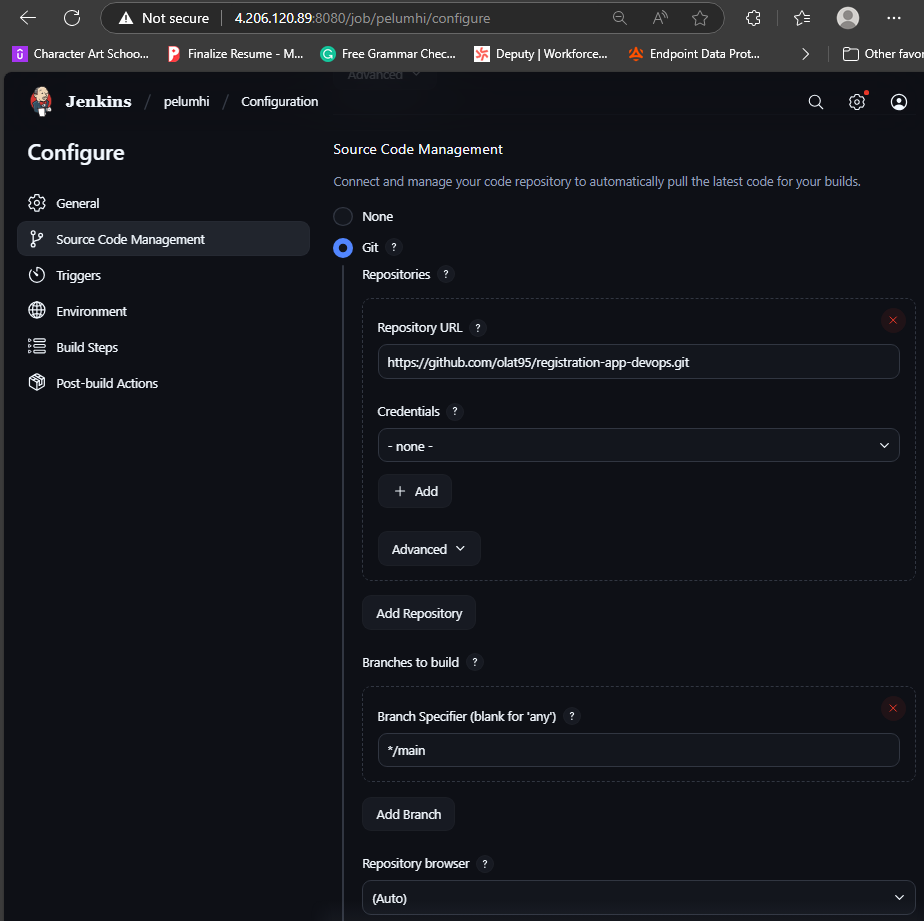 Not secure
4.206.120.89:8080/job/pelumhi/configure
Character Art Schoo...
Finalize Resume - M...
Free Grammar Chec...
Deputy | Workforce...
Endpoint Data Prot...
Other favor
Advanced
Jenkins / pelumhi / Configuration
Configure
General
Source Code Management
Triggers
Environment
Build Steps
Post-build Actions
Source Code Management
Connect and manage your code repository to automatically pull the latest code for your builds.
None
Git ?
Repositories ?
Repository URL ?
https://github.com/olat95/registration-app-devops.git
Credentials ?
- none -
+ Add
Advanced
Add Repository
Branches to build ?
Branch Specifier (blank for 'any') ?
*/main
Add Branch
Repository browser ?
(Auto)